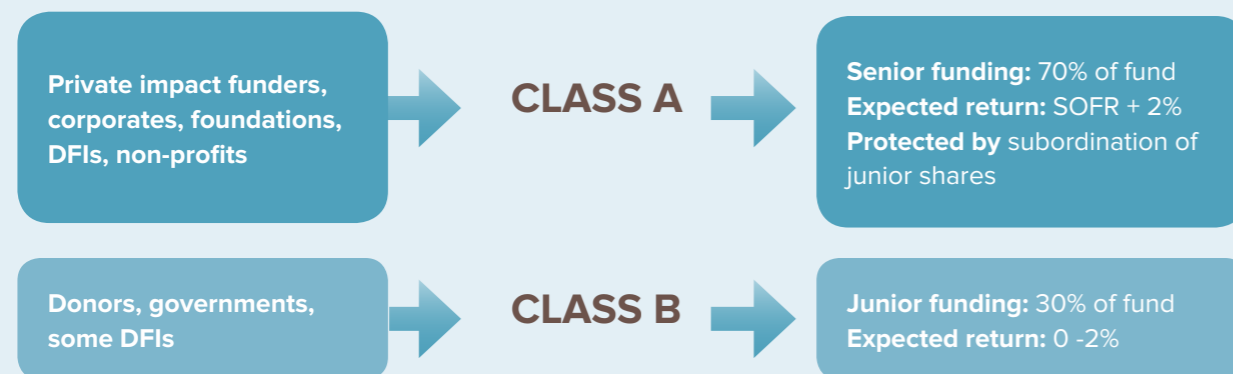 Private impact funders,
corporates, foundations,
DFIs, non-profits
CLASS A
Senior funding: 70% of fund
Expected return: SOFR + 2%
Protected by subordination of
junior shares
Donors, governments,
some DFIs
CLASS B
Junior funding: 30% of fund
Expected return: 0 -2%